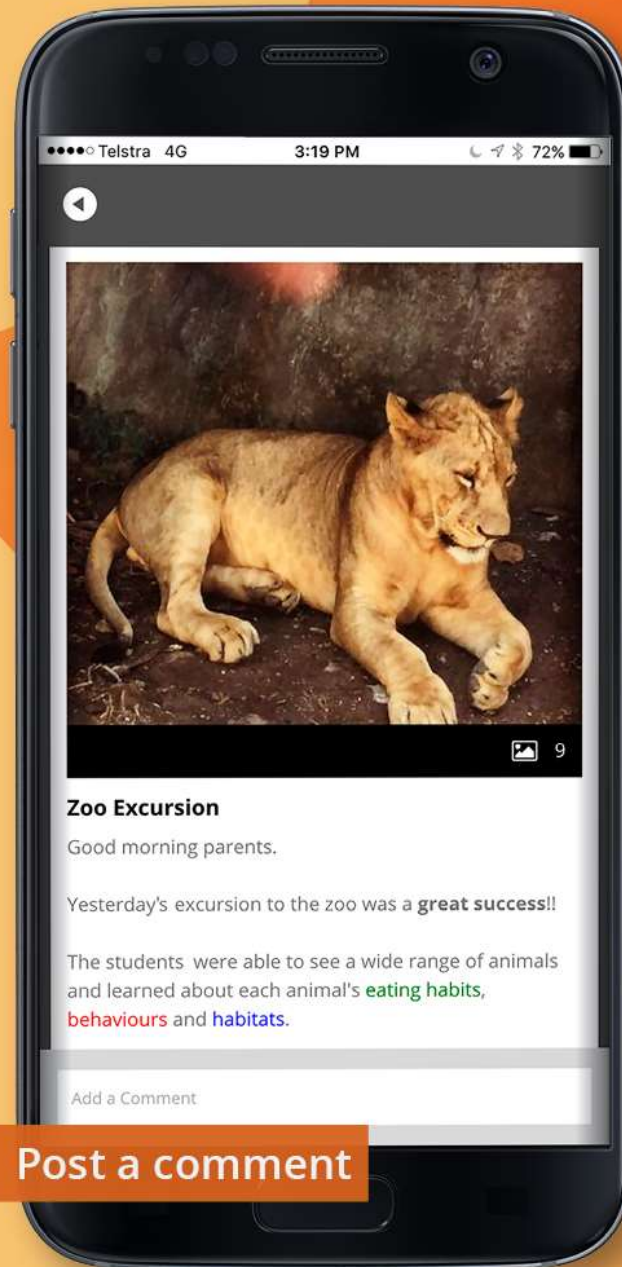 Telstra 4G 3:19 PM 72%
9
Zoo Excursion
Good morning parents.
Yesterday's excursion to the zoo was a great success!!
The students were able to see a wide range of animals
and learned about each animal's eating habits,
behaviours and habitats.
Add a Comment
Post a comment